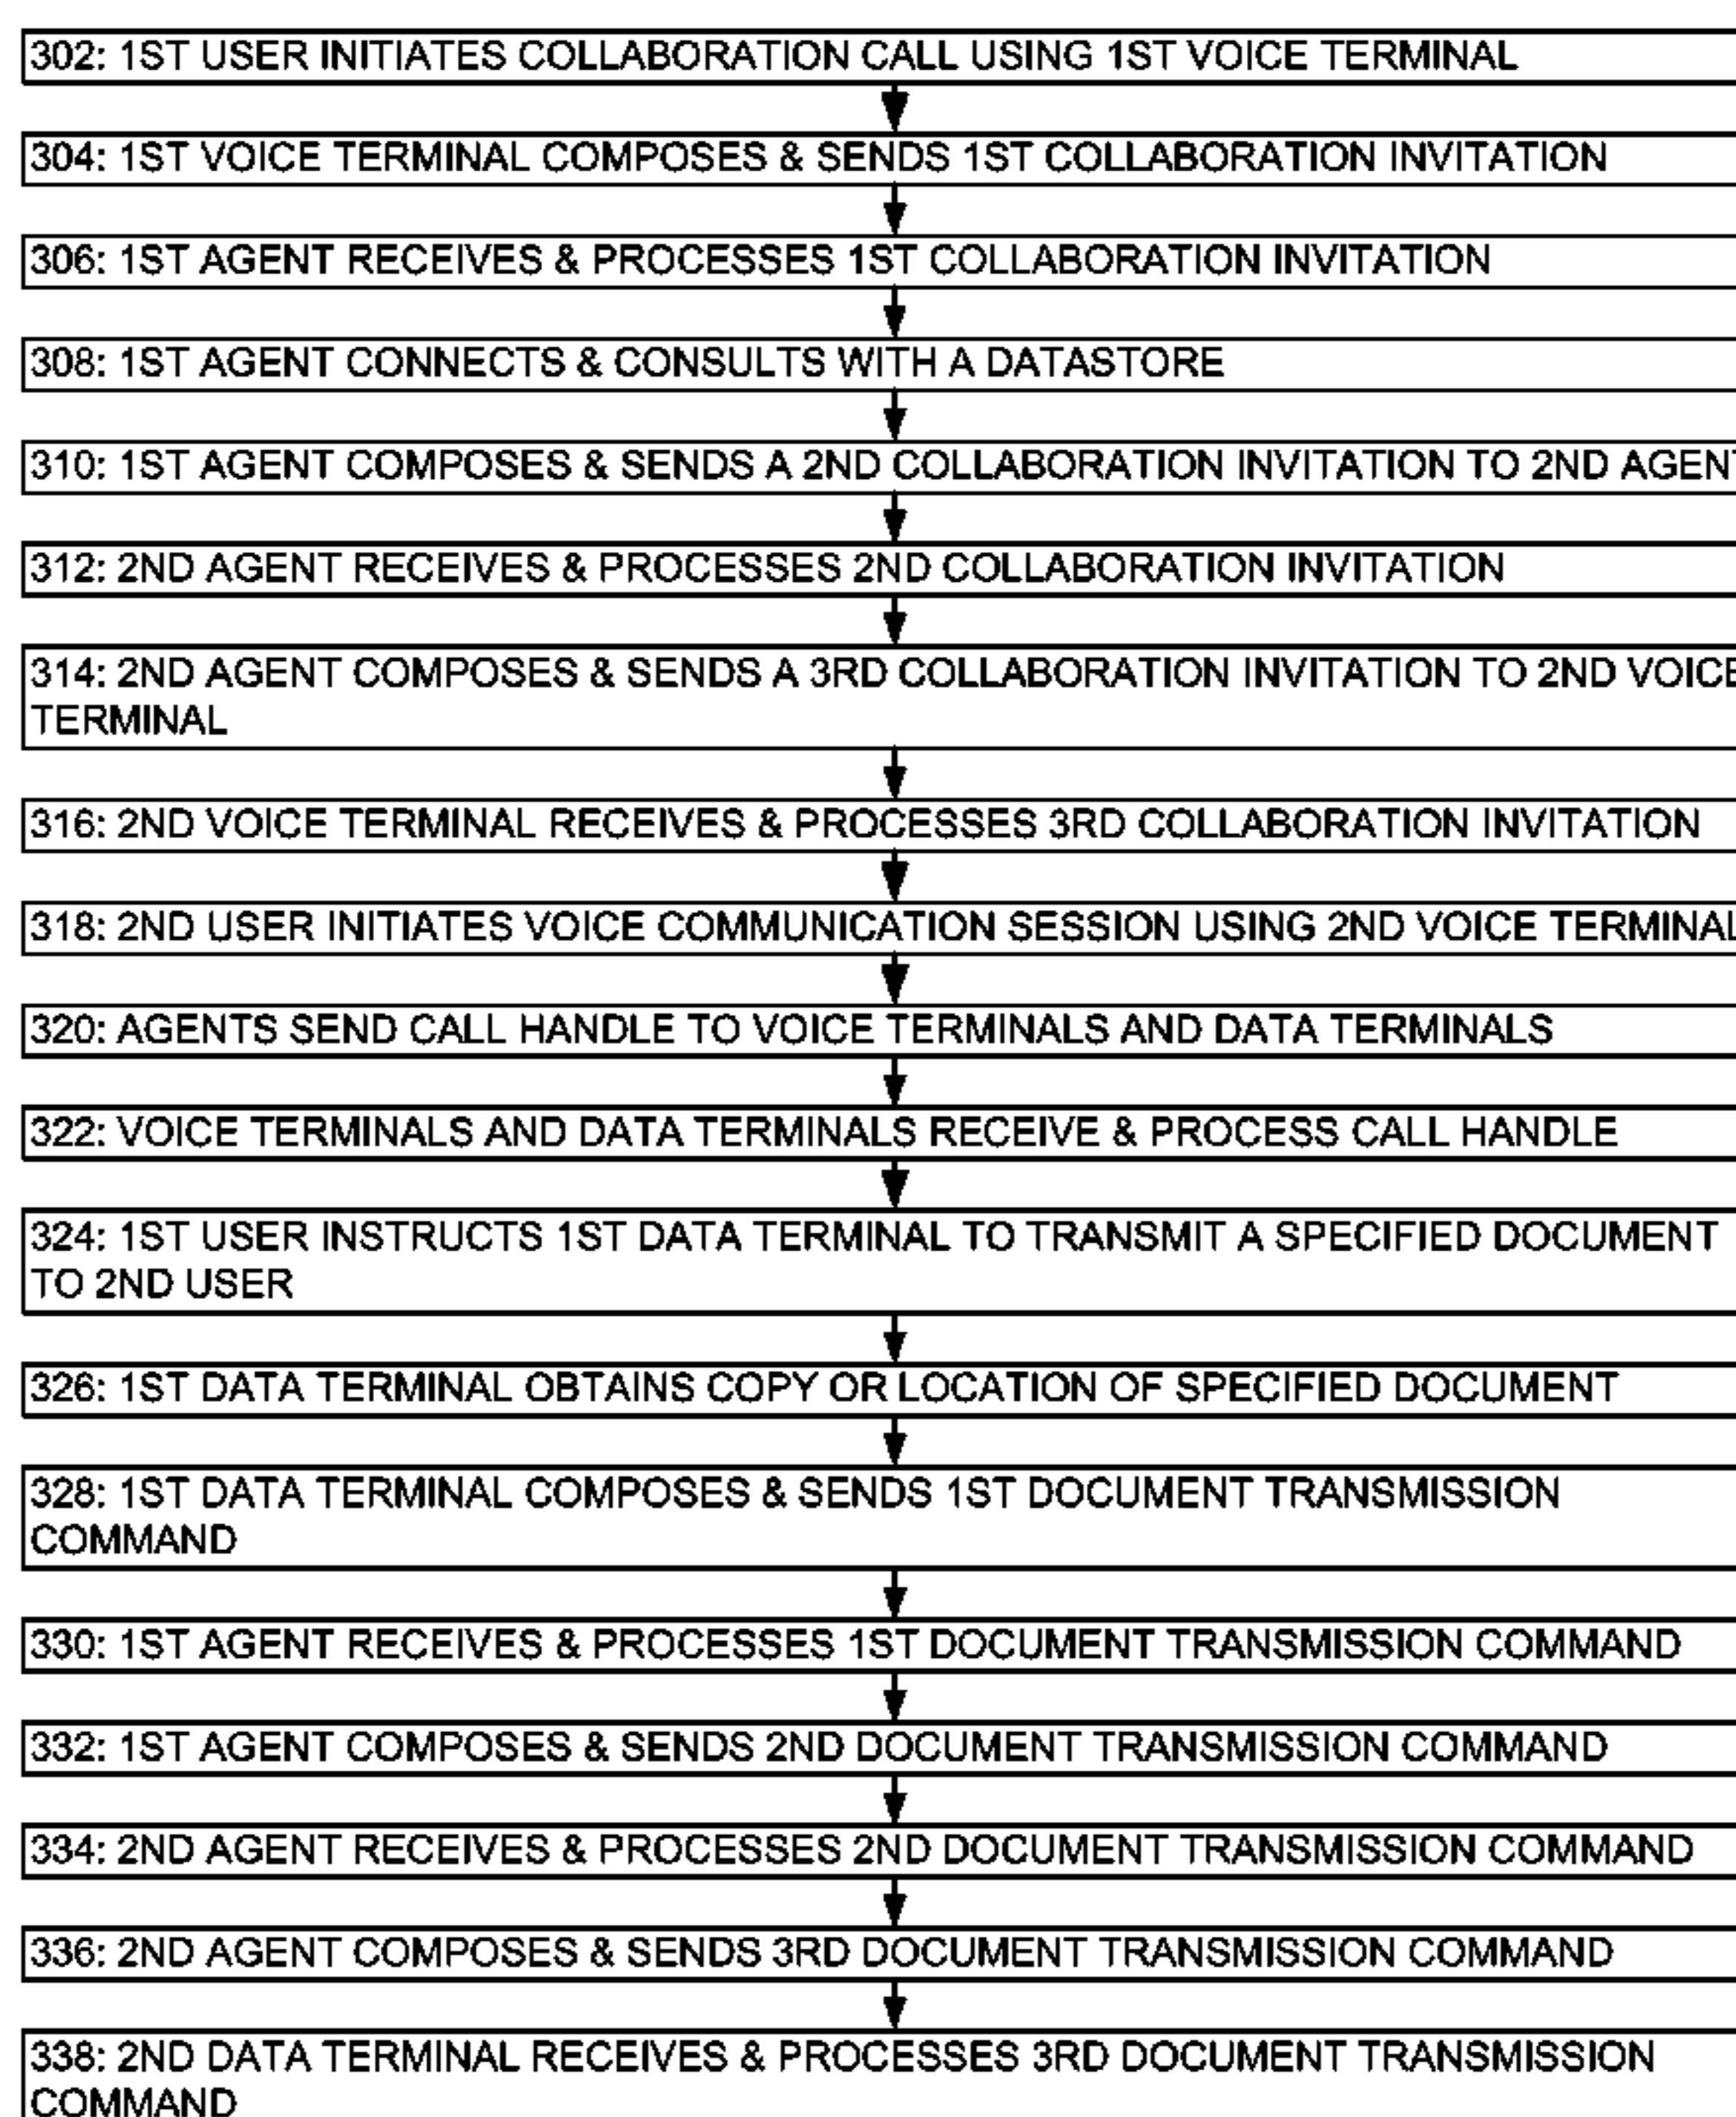 302: 1ST USER INITIATES COLLABORATION CALL USING 1ST VOICE TERMINAL
304: 1ST VOICE TERMINAL COMPOSES & SENDS 1ST COLLABORATION INVITATION
306: 1ST AGENT RECEIVES & PROCESSES 1ST COLLABORATION INVITATION
308: 1ST AGENT CONNECTS & CONSULTS WITH A DATASTORE
310: 1ST AGENT COMPOSES & SENDS A 2ND COLLABORATION INVITATION TO 2ND AGENT
312: 2ND AGENT RECEIVES & PROCESSES 2ND COLLABORATION INVITATION
314: 2ND AGENT COMPOSES & SENDS A 3RD COLLABORATION INVITATION TO 2ND VOICE
TERMINAL
316: 2ND VOICE TERMINAL RECEIVES & PROCESSES 3RD COLLABORATION INVITATION
318: 2ND USER INITIATES VOICE COMMUNICATION SESSION USING 2ND VOICE TERMINAL
320: AGENTS SEND CALL HANDLE TO VOICE TERMINALS AND DATA TERMINALS
322: VOICE TERMINALS AND DATA TERMINALS RECEIVE & PROCESS CALL HANDLE
324: 1ST USER INSTRUCTS 1ST DATA TERMINAL TO TRANSMIT A SPECIFIED DOCUMENT
TO 2ND USER
326: 1ST DATA TERMINAL OBTAINS COPY OR LOCATION OF SPECIFIED DOCUMENT
328: 1ST DATA TERMINAL COMPOSES & SENDS 1ST DOCUMENT TRANSMISSION
COMMAND
330: 1ST AGENT RECEIVES & PROCESSES 1ST DOCUMENT TRANSMISSION COMMAND
332: 1ST AGENT COMPOSES & SENDS 2ND DOCUMENT TRANSMISSION COMMAND
334: 2ND AGENT RECEIVES & PROCESSES 2ND DOCUMENT TRANSMISSION COMMAND
336: 2ND AGENT COMPOSES & SENDS 3RD DOCUMENT TRANSMISSION COMMAND
338: 2ND DATA TERMINAL RECEIVES & PROCESSES 3RD DOCUMENT TRANSMISSION
COMMAND